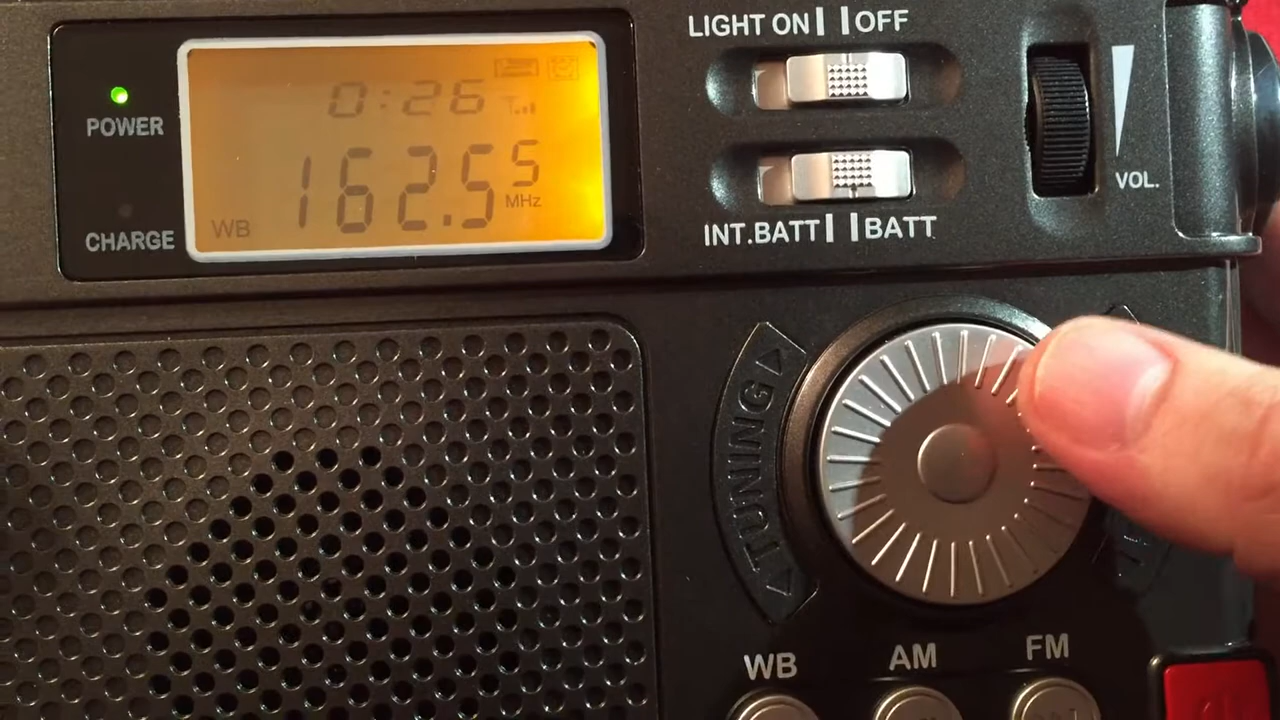 LIGHT ON OFF
POWER
0:26
162.55
MHz
WB
CHARGE
VOL.
INT.BATT BATT
TUNING
WB AM FM